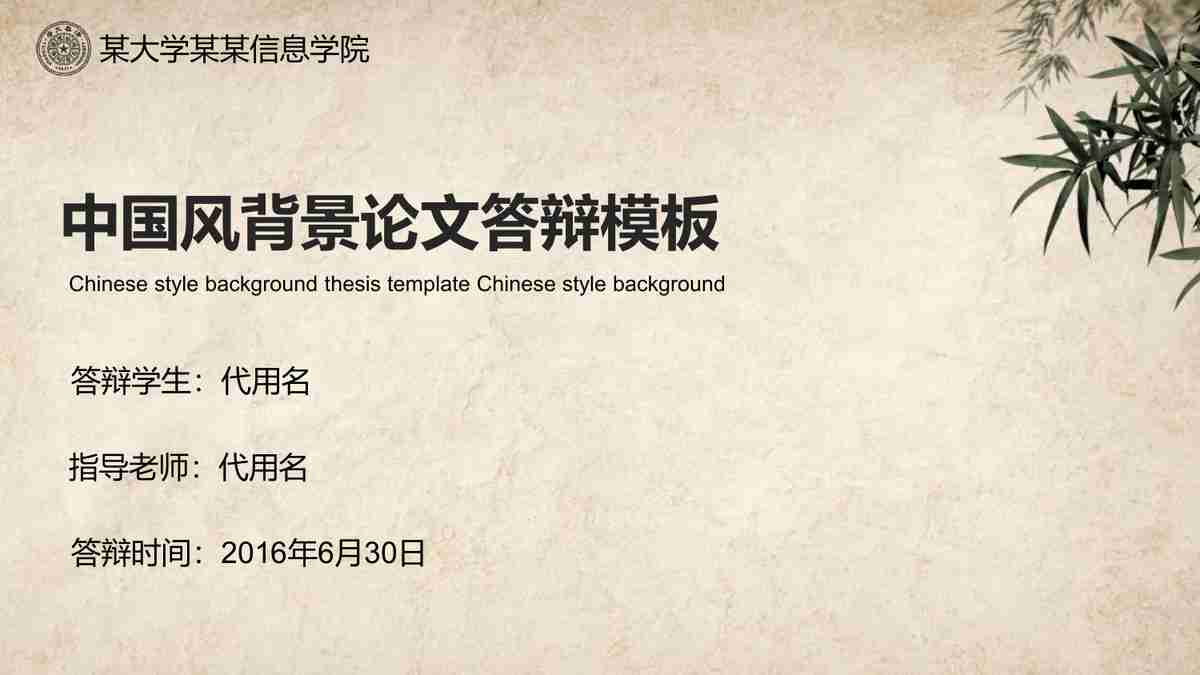 某大学某某信息学院
中国风背景论文答辩模板
Chinese style background thesis template Chinese style background
答辩学生：代用名
指导老师：代用名
答辩时间：2016年6月30日